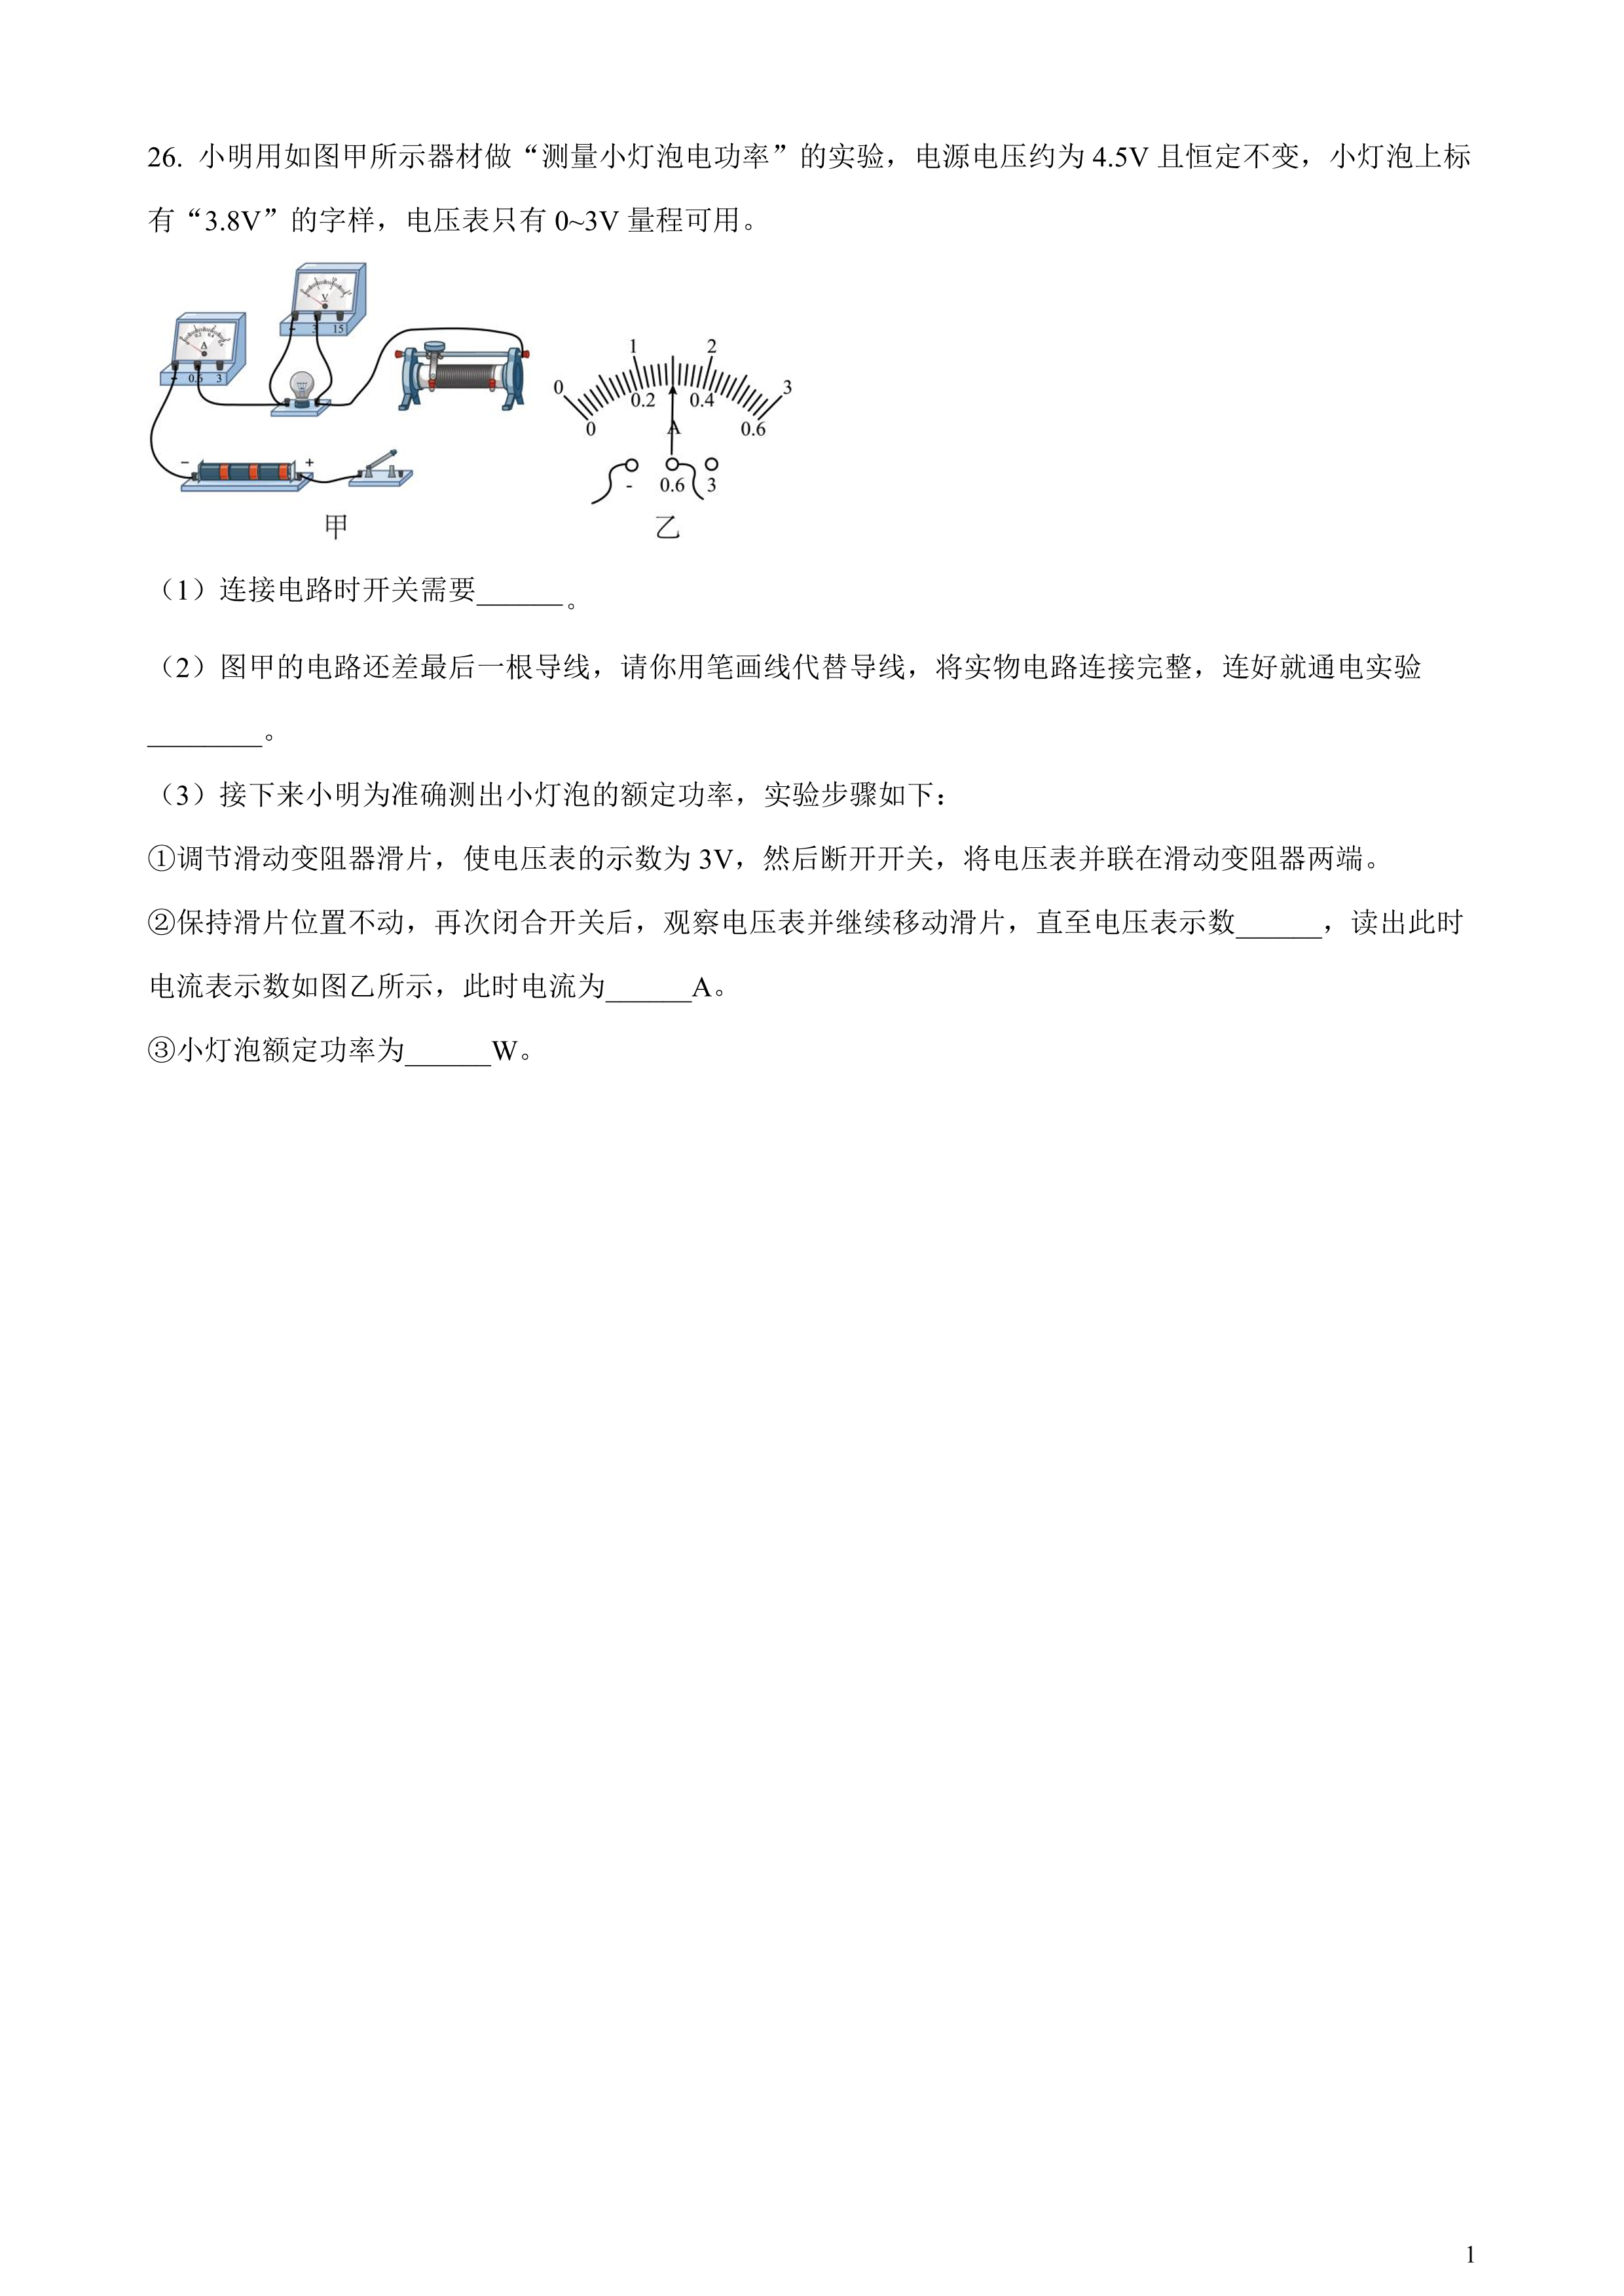 26. 小明用如图甲所示器材做“测量小灯泡电功率”的实验，电源电压约为 4.5V 且恒定不变，小灯泡上标
有“3.8V”的字样，电压表只有 0~3V 量程可用。
V
- 3 15
A
- 0.6 3
- +
甲
0 1 2 3
0 0.2 0.4 0.6
A
- 0.6 3
乙
（1）连接电路时开关需要______。
（2）图甲的电路还差最后一根导线，请你用笔画线代替导线，将实物电路连接完整，连好就通电实验
________。
（3）接下来小明为准确测出小灯泡的额定功率，实验步骤如下：
①调节滑动变阻器滑片，使电压表的示数为 3V，然后断开开关，将电压表并联在滑动变阻器两端。
②保持滑片位置不动，再次闭合开关后，观察电压表并继续移动滑片，直至电压表示数______，读出此时
电流表示数如图乙所示，此时电流为______A。
③小灯泡额定功率为______W。
1